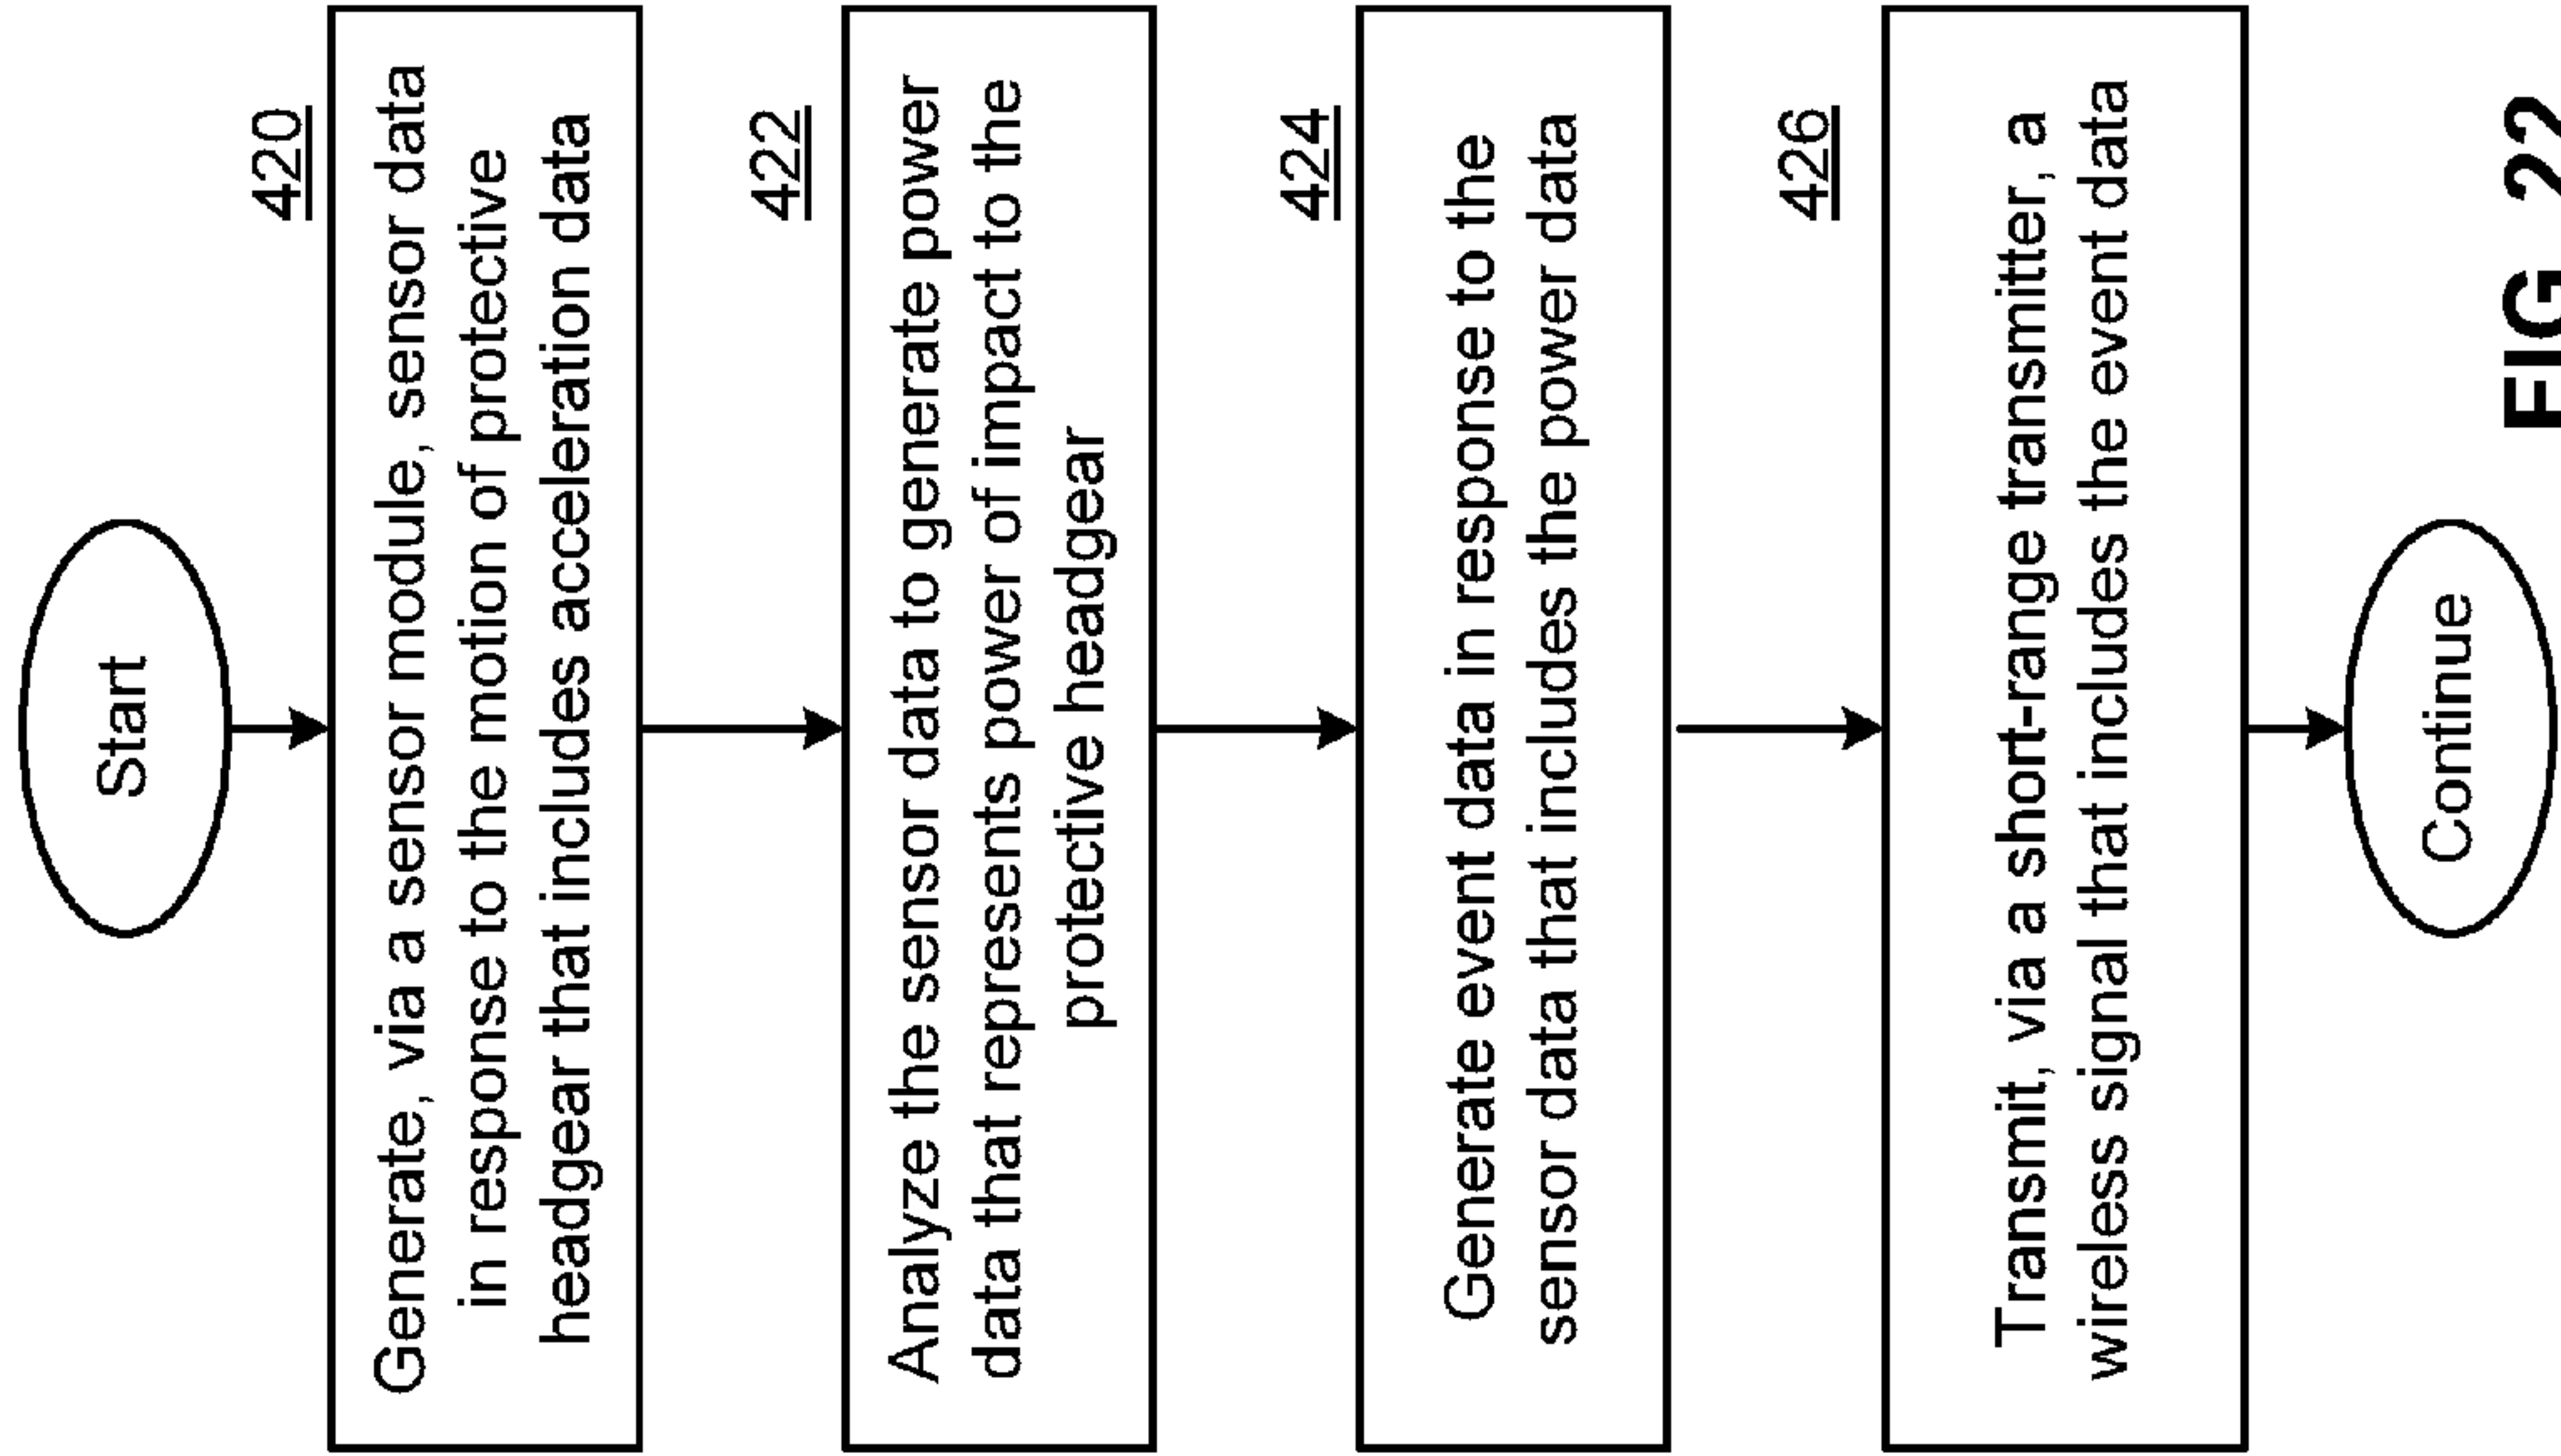 Start
420
Generate, via a sensor module, sensor data
in response to the motion of protective
headgear that includes acceleration data
422
Analyze the sensor data to generate power
data that represents power of impact to the
protective headgear
424
Generate event data in response to the
sensor data that includes the power data
426
Transmit, via a short-range transmitter, a
wireless signal that includes the event data
Continue
FIG. 22